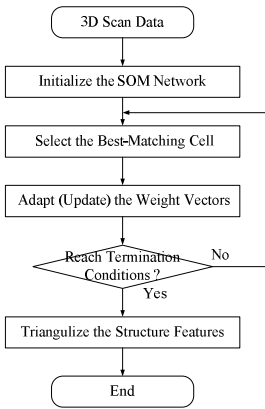 3D Scan Data
Initialize the SOM Network
Select the Best-Matching Cell
Adapt (Update) the Weight Vectors
Reach Termination
Conditions ?
No
Yes
Triangulize the Structure Features
End